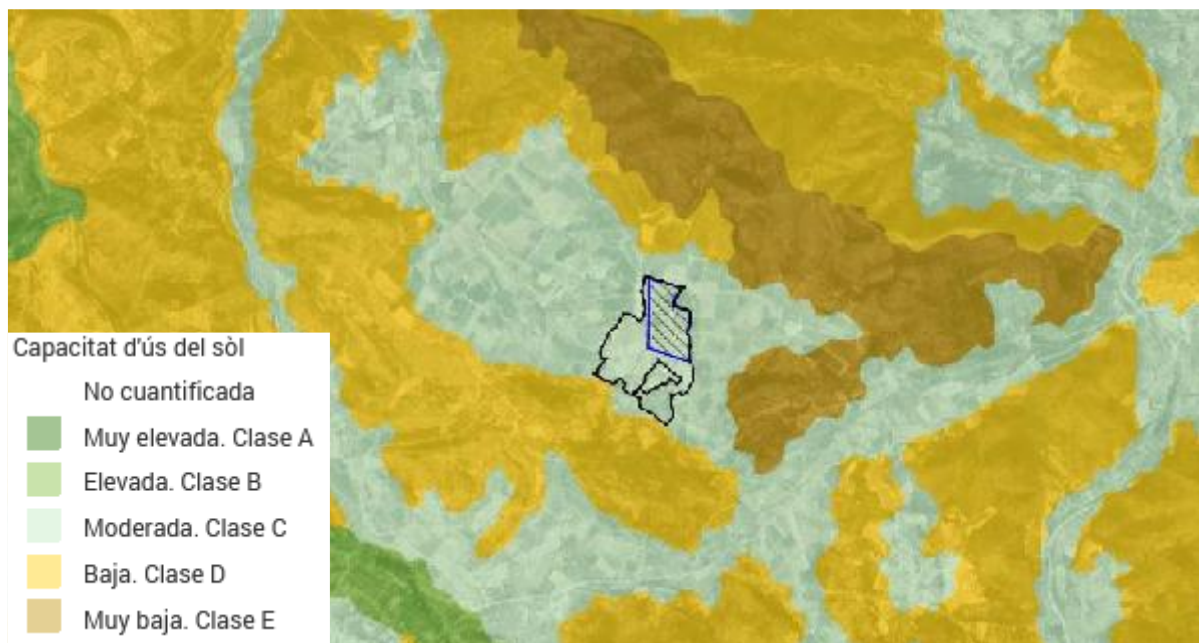 Capacitat d'ús del sòl
No cuantificada
Muy elevada. Clase A
Elevada. Clase B
Moderada. Clase C
Baja. Clase D
Muy baja. Clase E